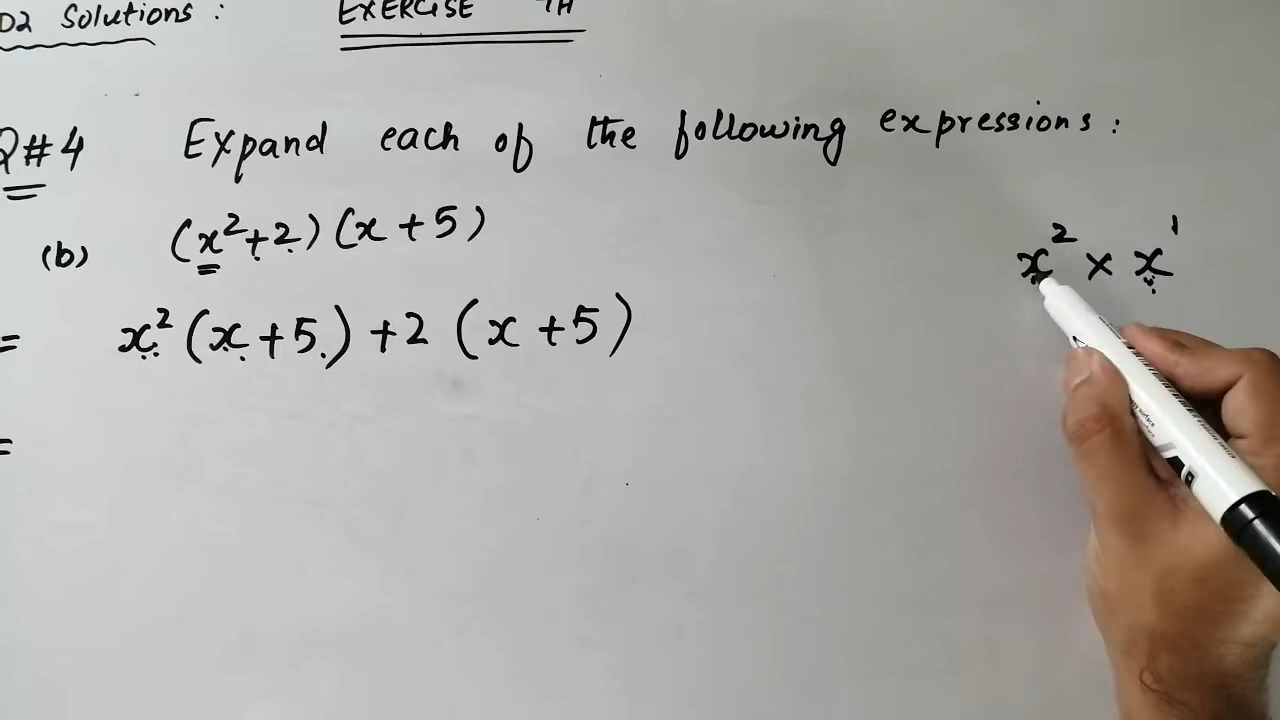 D2 Solutions : EXERCISE
Q#4 Expand each of the following expressions :
(b) (x²+2)(x+5)
x² × x¹
= x²(x+5)+2(x+5)
=